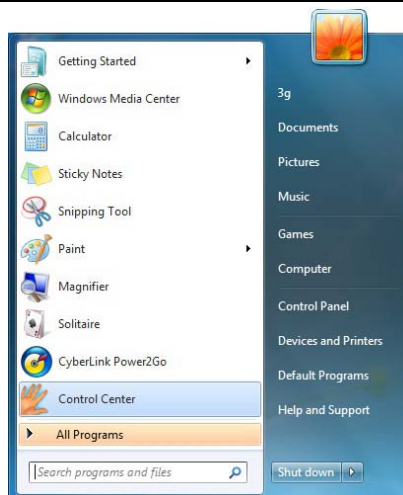 Getting Started
Windows Media Center
Calculator
Sticky Notes
Snipping Tool
Paint
Magnifier
Solitaire
CyberLink Power2Go
Control Center
All Programs
Search programs and files
3g
Documents
Pictures
Music
Games
Computer
Control Panel
Devices and Printers
Default Programs
Help and Support
Shut down